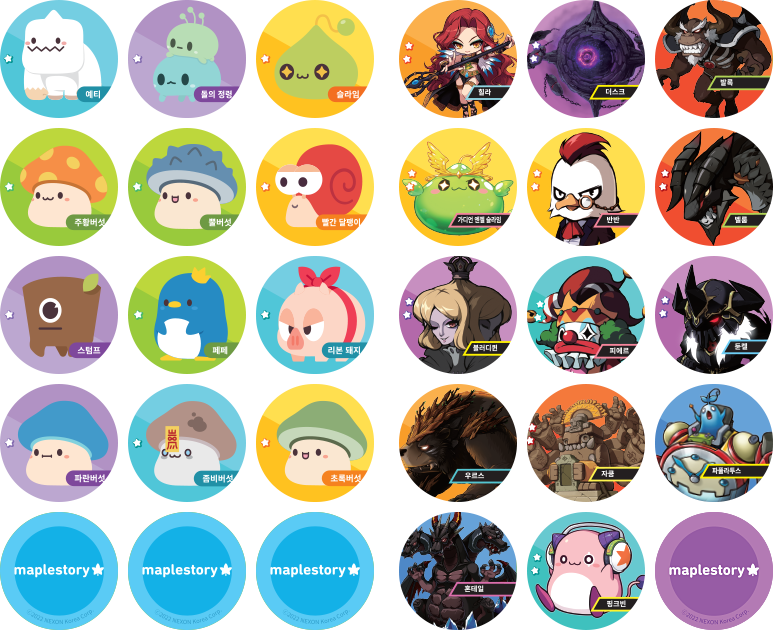 예티
돌의 정령
슬라임
힐라
더스크
발록
주황버섯
뿔버섯
빨간 달팽이
가디언 엔젤 슬라임
반반
벨룸
스텀프
페페
리본 돼지
블러디퀸
피에르
듄켈
파란버섯
좀비버섯
초록버섯
우르스
자쿰
파풀라투스
maplestory
©2022 NEXON Korea Corp.
maplestory
©2022 NEXON Korea Corp.
maplestory
©2022 NEXON Korea Corp.
혼테일
핑크빈
maplestory
©2022 NEXON Korea Corp.